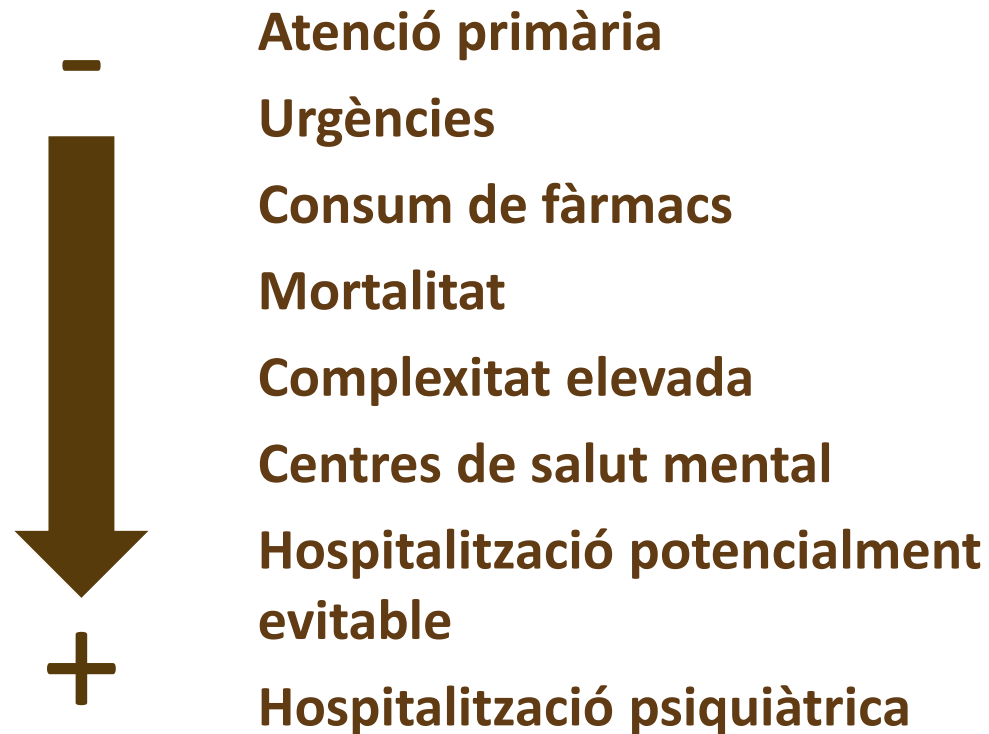 -
Atenció primària
Urgències
Consum de fàrmacs
Mortalitat
Complexitat elevada
Centres de salut mental
Hospitalització potencialment
evitable
+
Hospitalització psiquiàtrica